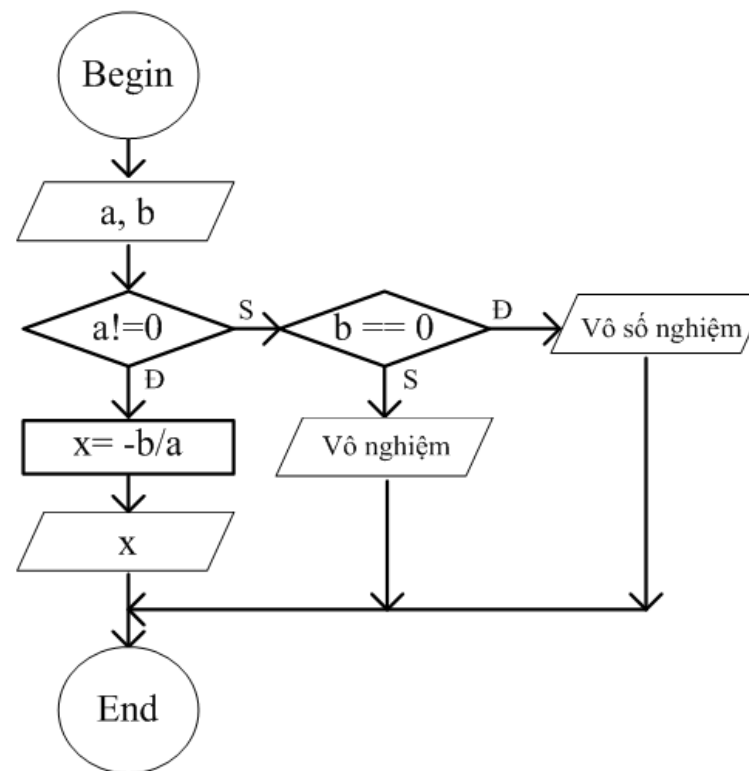 Begin
a, b
a!=0
S
b == 0
Đ
Vô số nghiệm
Đ
S
x= -b/a
Vô nghiệm
x
End